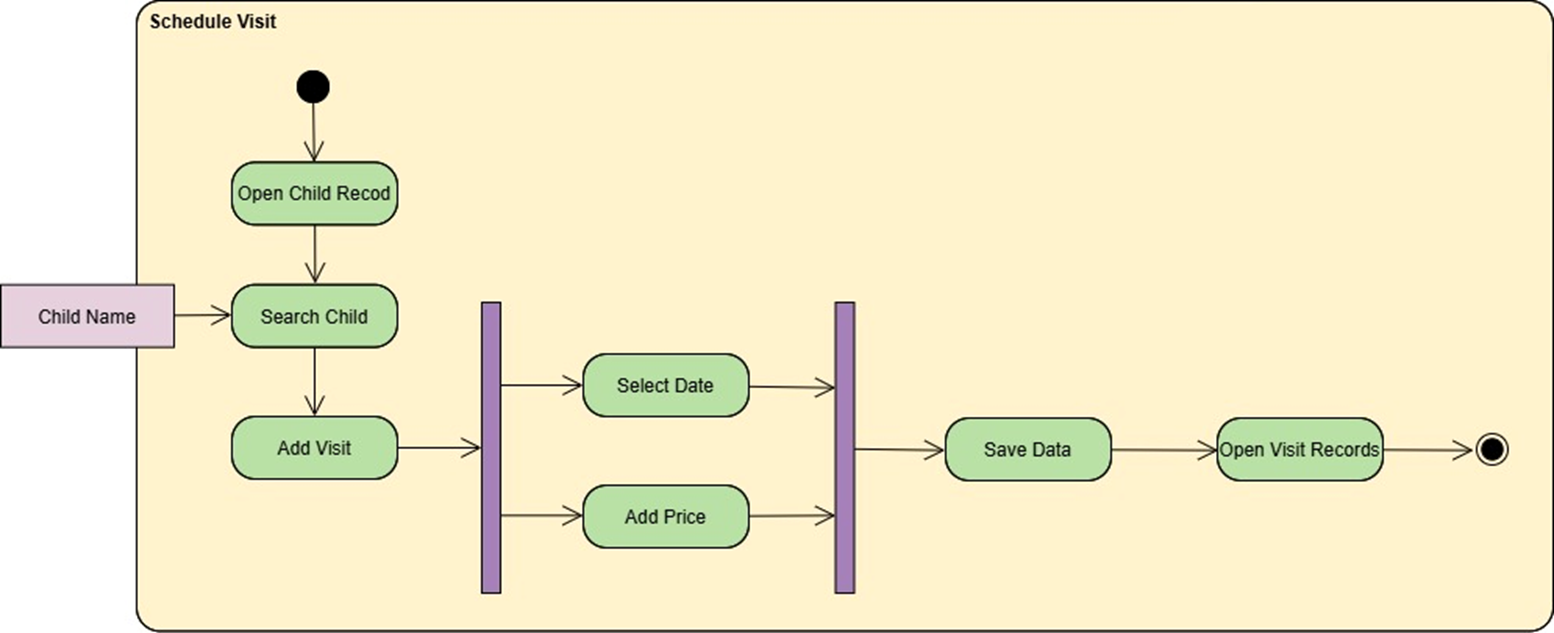 Schedule Visit
Open Child Recod
Child Name
Search Child
Add Visit
Select Date
Add Price
Save Data
Open Visit Records